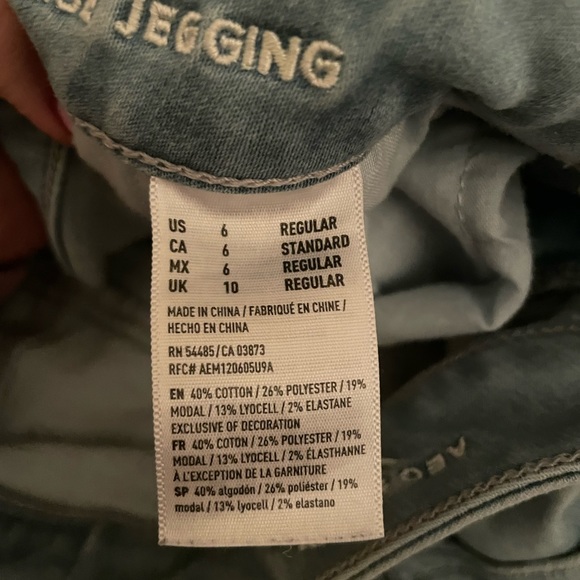 JEGGING
US 6 REGULAR
CA 6 STANDARD
MX 6 REGULAR
UK 10 REGULAR
MADE IN CHINA / FABRIQUÉ EN CHINE /
HECHO EN CHINA
RN 54485 / CA 03873
RFC# AEM120605U9A
EN 40% COTTON / 26% POLYESTER / 19%
MODAL / 13% LYOCELL / 2% ELASTANE
EXCLUSIVE OF DECORATION
FR 40% COTON / 26% POLYESTER / 19%
MODAL / 13% LYOCELL / 2% ÉLASTHANNE
À L'EXCEPTION DE LA GARNITURE
SP 40% algodón / 26% poliéster / 19%
modal / 13% lyocell / 2% elastano
AEO